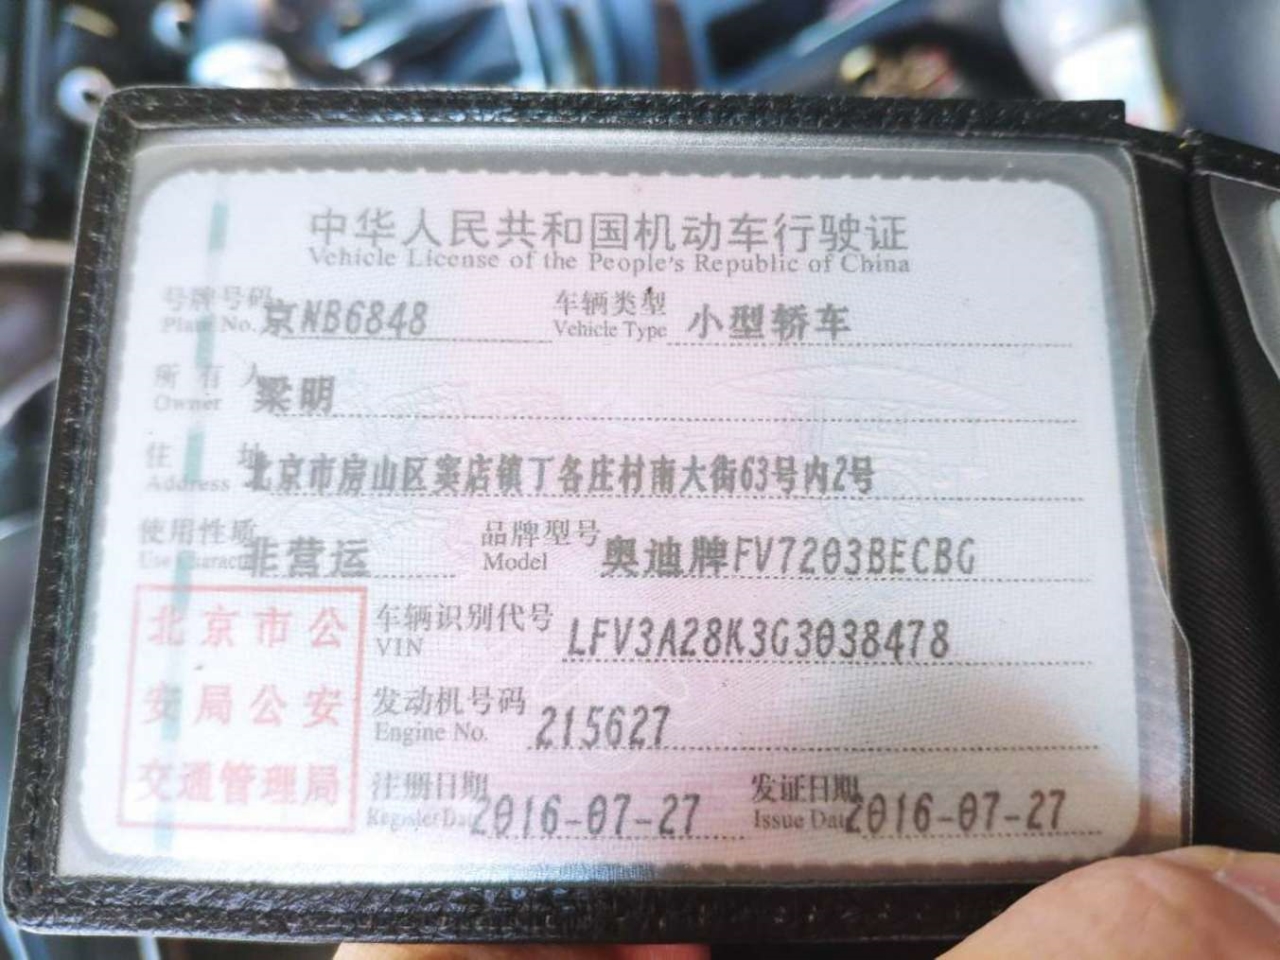 中华人民共和国机动车行驶证
Vehicle License of the People's Republic of China
号牌号码 京NB6848 车辆类型 小型轿车
Plate No. Vehicle Type
所有人 梁明
Owner
住址 北京市房山区窦店镇丁各庄村南大街63号内2号
Address
使用性质 非营运 品牌型号 奥迪牌FV7203BECBG
Use Character Model
北京市公
安局公安
交通管理局
车辆识别代号 LFV3A28K3G3038478
VIN
发动机号码 215627
Engine No.
注册日期 2016-07-27 发证日期 2016-07-27
Register Date Issue Date